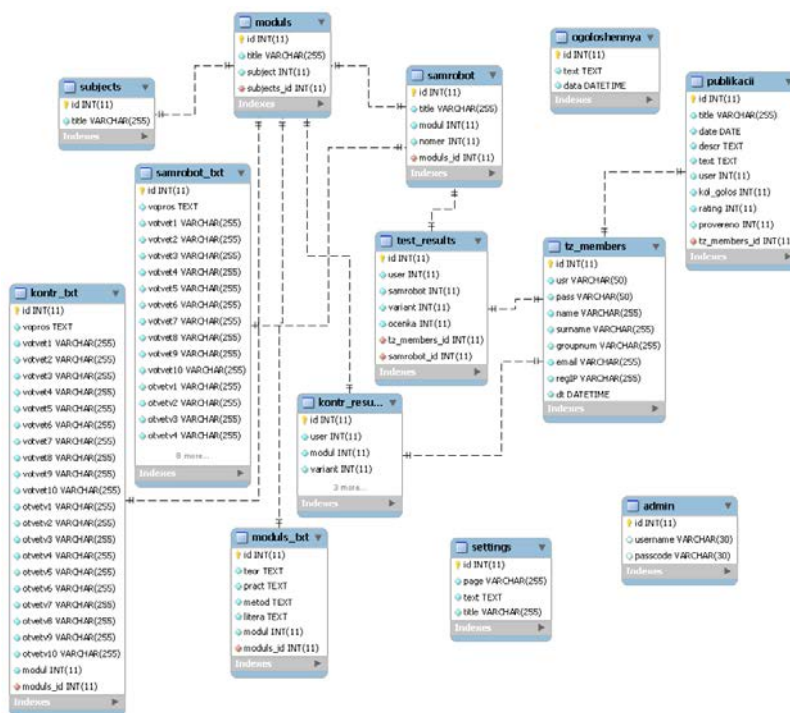 moduls
id INT(11)
title VARCHAR(255)
subject INT(11)
subjects_id INT(11)
Indexes
subjects
id INT(11)
title VARCHAR(255)
Indexes
samrobot
id INT(11)
title VARCHAR(255)
modul INT(11)
nomer INT(11)
moduls_id INT(11)
Indexes
ogoloshennya
id INT(11)
text TEXT
data DATETIME
Indexes
publikacii
id INT(11)
title VARCHAR(255)
date DATE
descr TEXT
text TEXT
user INT(11)
kol_golos INT(11)
rating INT(11)
provereno INT(11)
tz_members_id INT(11)
Indexes
samrobot_txt
id INT(11)
vopros TEXT
votvet1 VARCHAR(255)
votvet2 VARCHAR(255)
votvet3 VARCHAR(255)
votvet4 VARCHAR(255)
votvet5 VARCHAR(255)
votvet6 VARCHAR(255)
votvet7 VARCHAR(255)
votvet8 VARCHAR(255)
votvet9 VARCHAR(255)
votvet10 VARCHAR(255)
otvetv1 VARCHAR(255)
otvetv2 VARCHAR(255)
otvetv3 VARCHAR(255)
otvetv4 VARCHAR(255)
8 more...
Indexes
test_results
id INT(11)
user INT(11)
samrobot INT(11)
variant INT(11)
ocenka INT(11)
tz_members_id INT(11)
samrobot_id INT(11)
Indexes
tz_members
id INT(11)
usr VARCHAR(50)
pass VARCHAR(50)
name VARCHAR(255)
surname VARCHAR(255)
groupnum VARCHAR(255)
email VARCHAR(255)
regIP VARCHAR(255)
dt DATETIME
Indexes
kontr_txt
id INT(11)
vopros TEXT
votvet1 VARCHAR(255)
votvet2 VARCHAR(255)
votvet3 VARCHAR(255)
votvet4 VARCHAR(255)
votvet5 VARCHAR(255)
votvet6 VARCHAR(255)
votvet7 VARCHAR(255)
votvet8 VARCHAR(255)
votvet9 VARCHAR(255)
votvet10 VARCHAR(255)
otvetv1 VARCHAR(255)
otvetv2 VARCHAR(255)
otvetv3 VARCHAR(255)
otvetv4 VARCHAR(255)
otvetv5 VARCHAR(255)
otvetv6 VARCHAR(255)
otvetv7 VARCHAR(255)
otvetv8 VARCHAR(255)
otvetv9 VARCHAR(255)
otvetv10 VARCHAR(255)
modul INT(11)
moduls_id INT(11)
Indexes
kontr_resu...
id INT(11)
user INT(11)
modul INT(11)
variant INT(11)
3 more...
Indexes
moduls_txt
id INT(11)
teor TEXT
pract TEXT
metod TEXT
litera TEXT
modul INT(11)
moduls_id INT(11)
Indexes
settings
id INT(11)
page VARCHAR(255)
text TEXT
title VARCHAR(255)
Indexes
admin
id INT(11)
username VARCHAR(30)
passcode VARCHAR(30)
Indexes